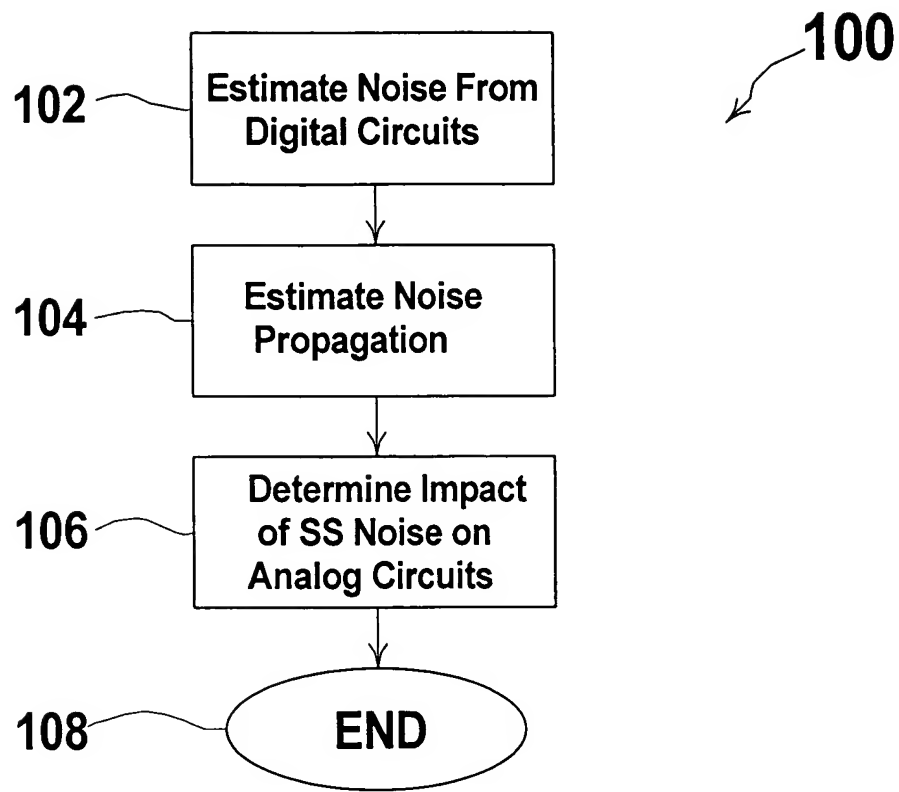 100
102
Estimate Noise From
Digital Circuits
104
Estimate Noise
Propagation
106
Determine Impact
of SS Noise on
Analog Circuits
108
END